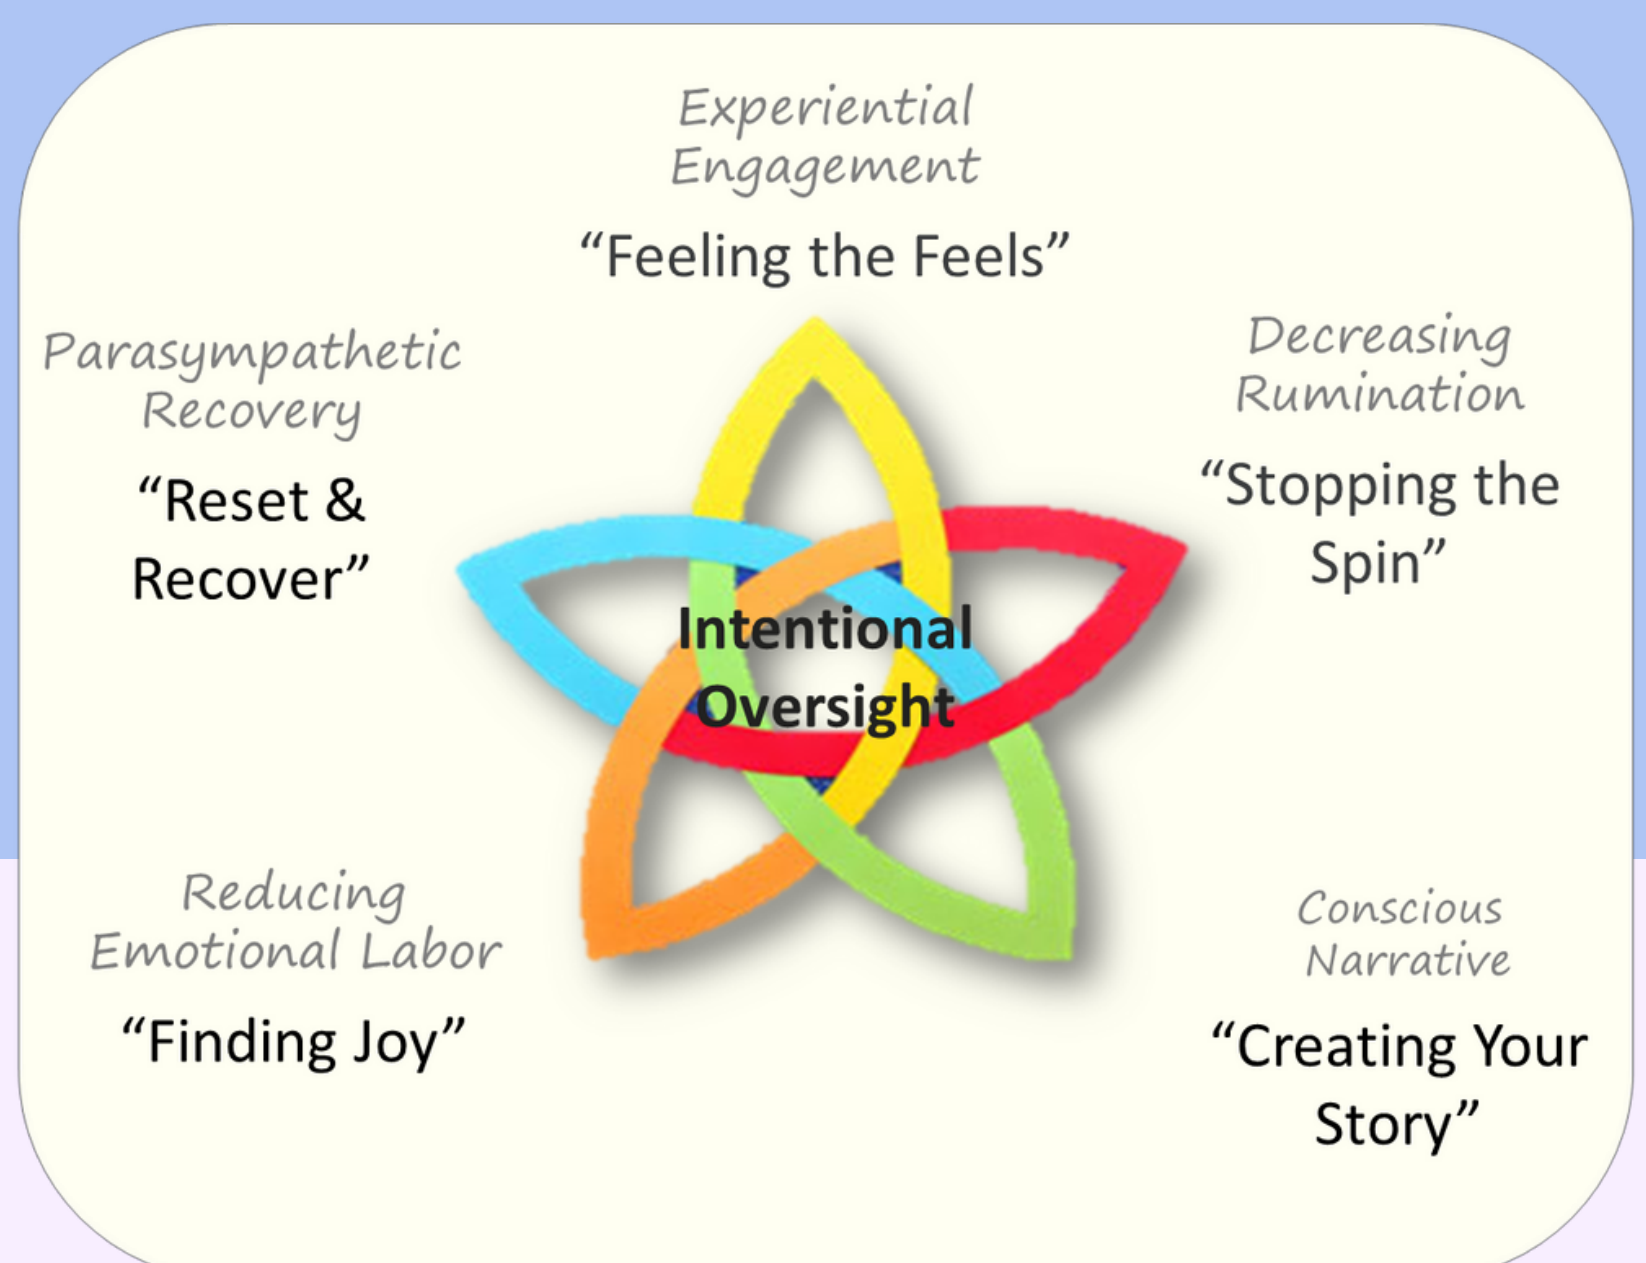 Experiential
Engagement
“Feeling the Feels”
Parasympathetic
Recovery
“Reset &
Recover”
Decreasing
Rumination
“Stopping the
Spin”
Intentional
Oversight
Reducing
Emotional Labor
“Finding Joy”
Conscious
Narrative
“Creating Your
Story”